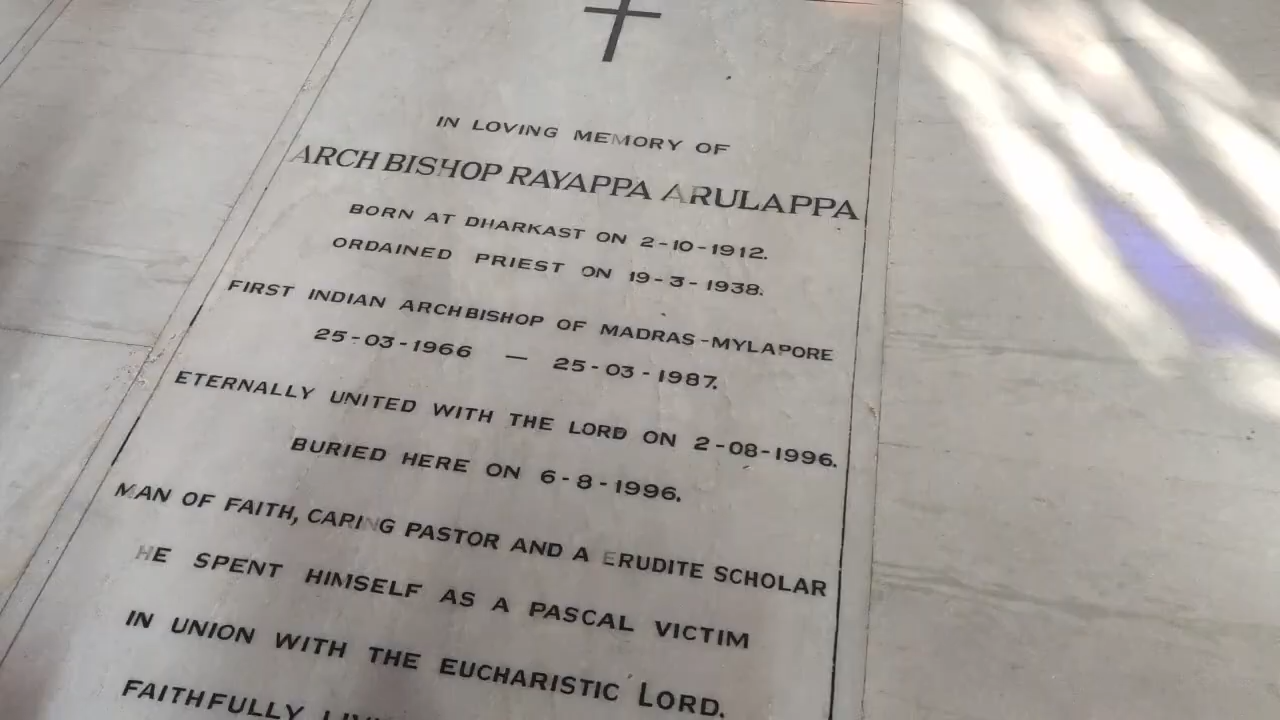 IN LOVING MEMORY OF
ARCHBISHOP RAYAPPA ARULAPPA
BORN AT DHARKAST ON 2-10-1912.
ORDAINED PRIEST ON 19-3-1938.
FIRST INDIAN ARCHBISHOP OF MADRAS-MYLAPORE
25-03-1966 — 25-03-1987.
ETERNALLY UNITED WITH THE LORD ON 2-08-1996.
BURIED HERE ON 6-8-1996.
MAN OF FAITH, CARING PASTOR AND A ERUDITE SCHOLAR
HE SPENT HIMSELF AS A PASCAL VICTIM
IN UNION WITH THE EUCHARISTIC LORD.
FAITHFULLY